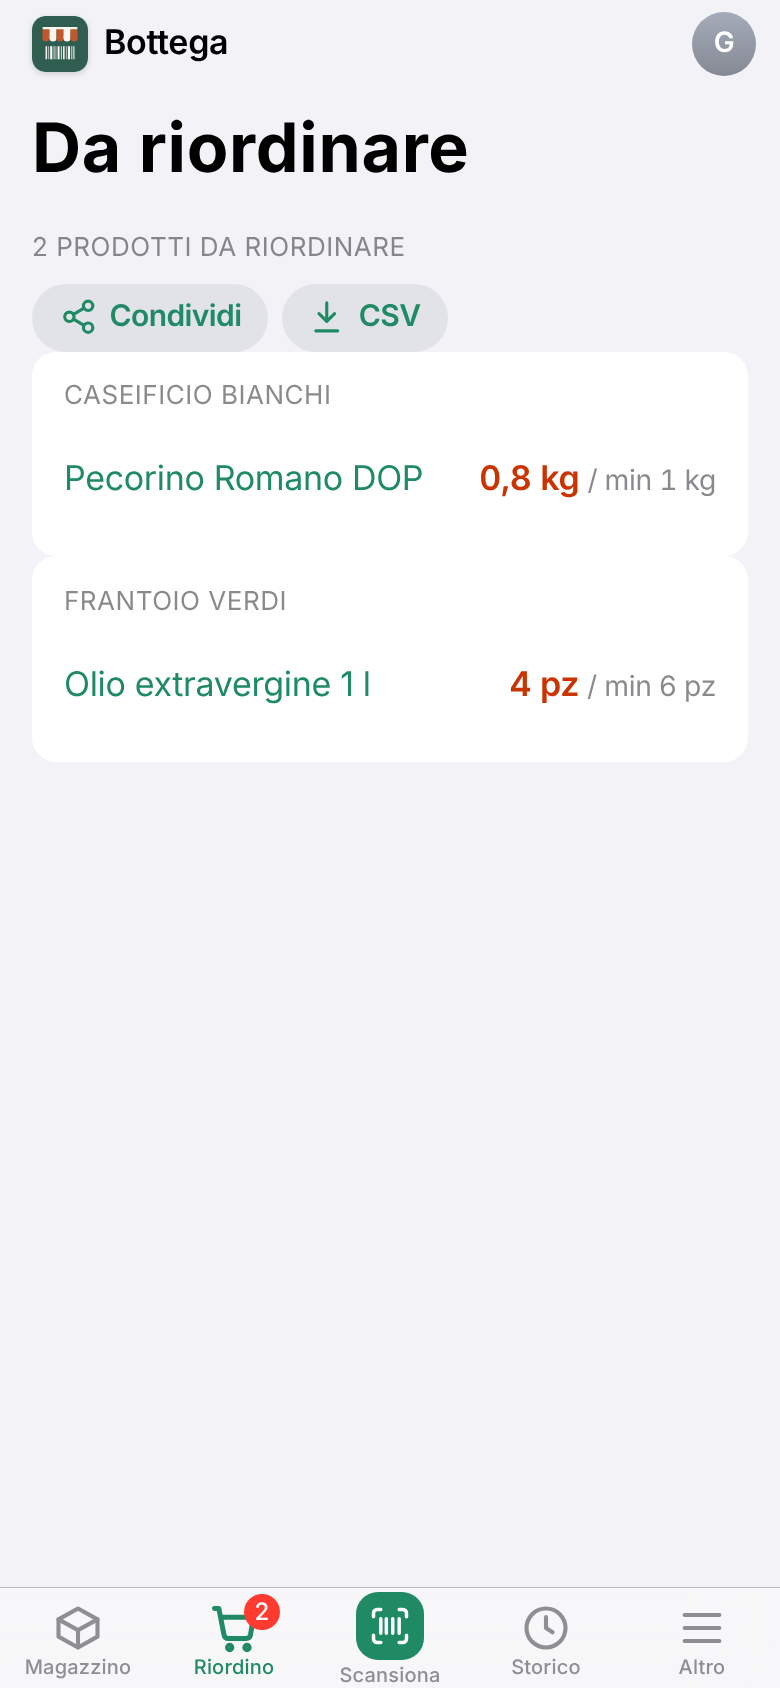 Bottega
G
Da riordinare
2 PRODOTTI DA RIORDINARE
Condividi
CSV
CASEIFICIO BIANCHI
Pecorino Romano DOP 0,8 kg / min 1 kg
FRANTOIO VERDI
Olio extravergine 1 l 4 pz / min 6 pz
2
Magazzino Riordino Scansiona Storico Altro